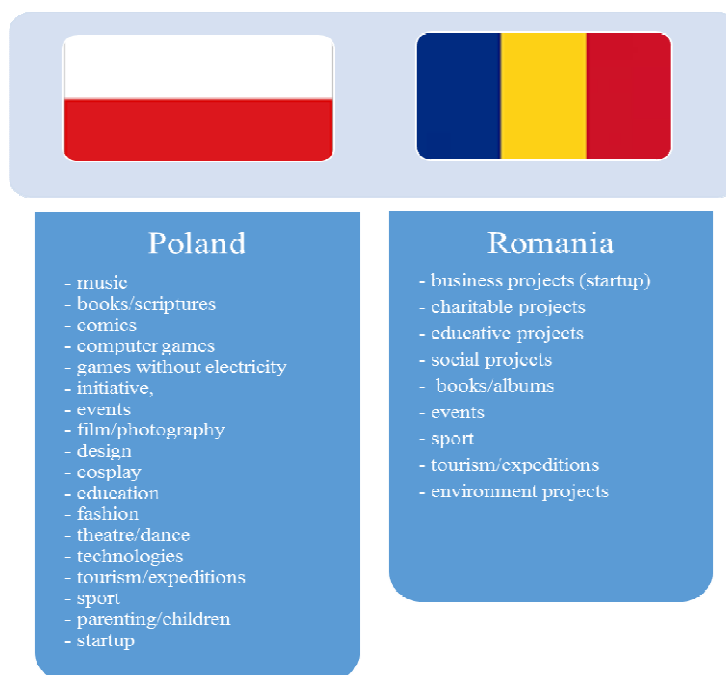 Poland
- music
- books/scriptures
- comics
- computer games
- games without electricity
- initiative,
- events
- film/photography
- design
- cosplay
- education
- fashion
- theatre/dance
- technologies
- tourism/expeditions
- sport
- parenting/children
- startup
Romania
- business projects (startup)
- charitable projects
- educative projects
- social projects
- books/albums
- events
- sport
- tourism/expeditions
- environment projects